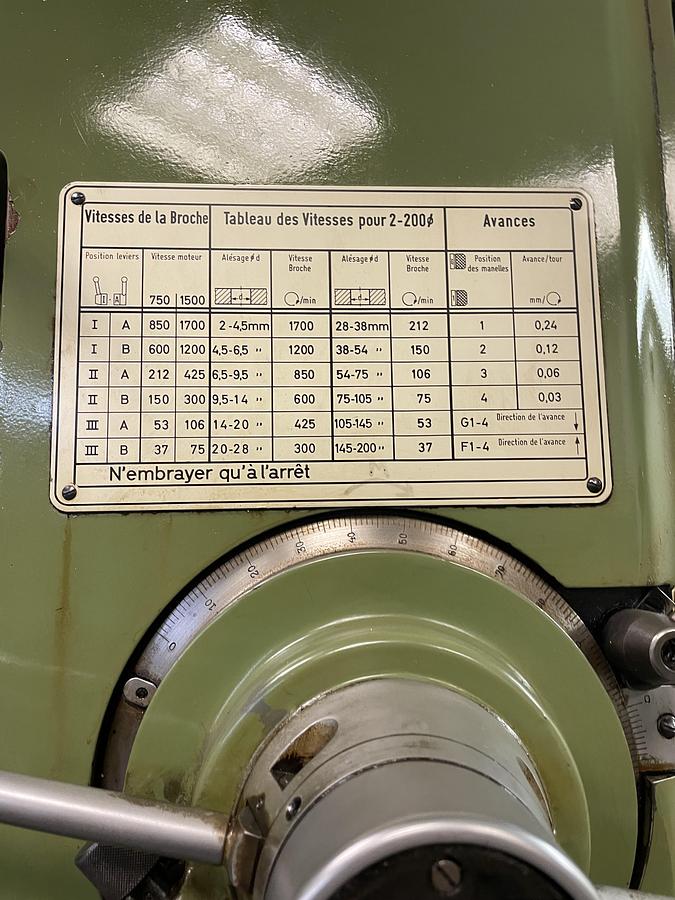 Vitesses de la Broche Tableau des Vitesses pour 2-200ø Avances
Position leviers Vitesse moteur Alésage ø d Vitesse Broche Alésage ø d Vitesse Broche Position des manelles Avance/tour
I A 750 1500 d /min d /min mm/
I A 850 1700 2-4,5mm 1700 28-38mm 212 1 0,24
I B 600 1200 4,5-6,5 " 1200 38-54 " 150 2 0,12
II A 212 425 6,5-9,5 " 850 54-75 " 106 3 0,06
II B 150 300 9,5-14 " 600 75-105 " 75 4 0,03
III A 53 106 14-20 " 425 105-145 " 53 G1-4 Direction de l'avance ↓
III B 37 75 20-28 " 300 145-200 " 37 F1-4 Direction de l'avance ↑
N'embrayer qu'à l'arrêt
0 10 20 30 40 50 60 70
0